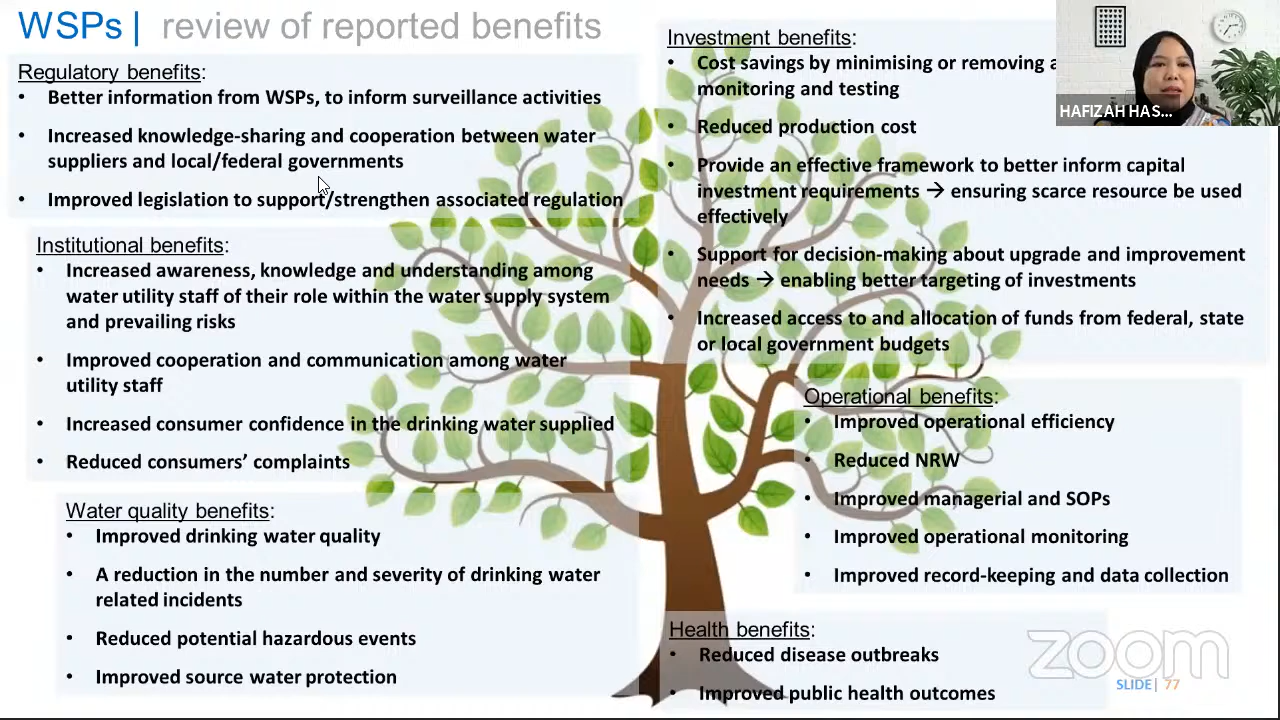 WSPs | review of reported benefits
Regulatory benefits:
• Better information from WSPs, to inform surveillance activities
• Increased knowledge-sharing and cooperation between water
suppliers and local/federal governments
• Improved legislation to support/strengthen associated regulation
Institutional benefits:
• Increased awareness, knowledge and understanding among
water utility staff of their role within the water supply system
and prevailing risks
• Improved cooperation and communication among water
utility staff
• Increased consumer confidence in the drinking water supplied
• Reduced consumers’ complaints
Water quality benefits:
• Improved drinking water quality
• A reduction in the number and severity of drinking water
related incidents
• Reduced potential hazardous events
• Improved source water protection
Investment benefits:
• Cost savings by minimising or removing
monitoring and testing
• Reduced production cost
• Provide an effective framework to better inform capital
investment requirements → ensuring scarce resource be used
effectively
• Support for decision-making about upgrade and improvement
needs → enabling better targeting of investments
• Increased access to and allocation of funds from federal, state
or local government budgets
Operational benefits:
• Improved operational efficiency
• Reduced NRW
• Improved managerial and SOPs
• Improved operational monitoring
• Improved record-keeping and data collection
Health benefits:
• Reduced disease outbreaks
• Improved public health outcomes
HAFIZAH HAS...
zoom
SLIDE| 77